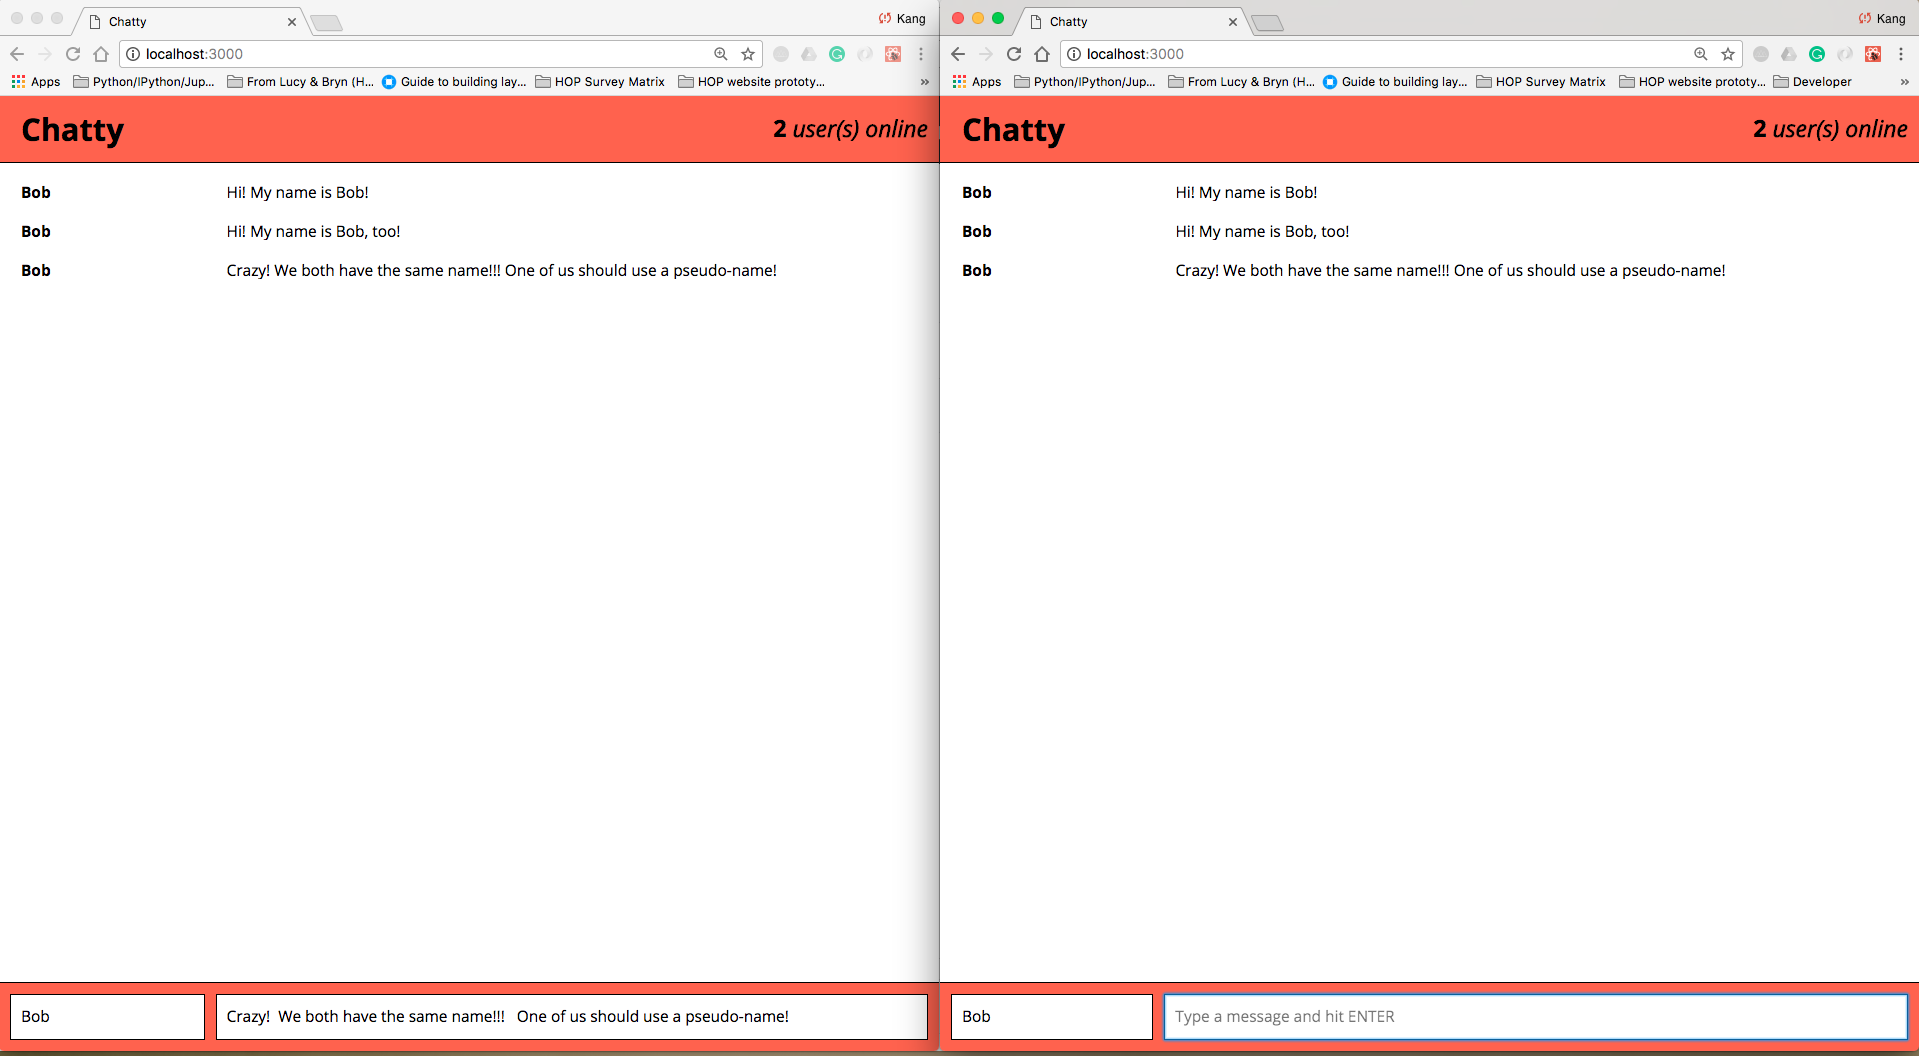 Chatty
Kang
localhost:3000
Apps Python/IPython/Jup... From Lucy & Bryn (H... Guide to building lay... HOP Survey Matrix HOP website prototy... »
Chatty
2 user(s) online
Bob Hi! My name is Bob!
Bob Hi! My name is Bob, too!
Bob Crazy! We both have the same name!!! One of us should use a pseudo-name!
Bob Crazy!  We both have the same name!!!   One of us should use a pseudo-name!
Chatty
Kang
localhost:3000
Apps Python/IPython/Jup... From Lucy & Bryn (H... Guide to building lay... HOP Survey Matrix HOP website prototy... Developer »
Chatty
2 user(s) online
Bob Hi! My name is Bob!
Bob Hi! My name is Bob, too!
Bob Crazy! We both have the same name!!! One of us should use a pseudo-name!
Bob Type a message and hit ENTER